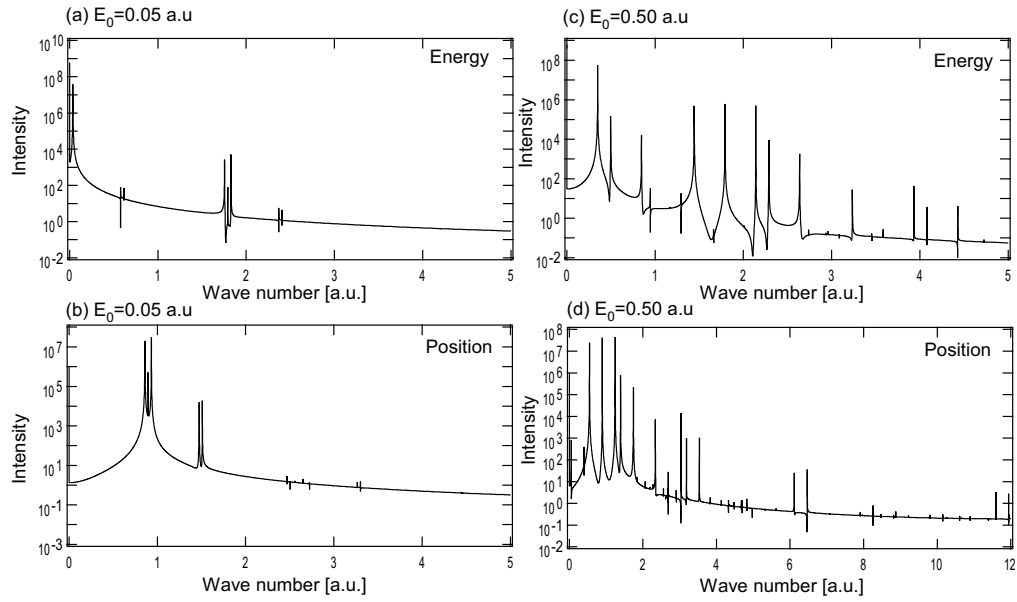 (a) E0=0.05 a.u
Energy
Intensity
10^10
10^8
10^6
10^4
10^2
10^0
10^-2
0 1 2 3 4 5
Wave number [a.u.]
(b) E0=0.05 a.u
Position
Intensity
10^7
10^5
10^3
10^1
10^-1
10^-3
0 1 2 3 4 5
Wave number [a.u.]
(c) E0=0.50 a.u
Energy
Intensity
10^8
10^6
10^4
10^2
10^0
10^-2
0 1 2 3 4 5
Wave number [a.u.]
(d) E0=0.50 a.u
Position
Intensity
10^8
10^7
10^6
10^5
10^4
10^3
10^2
10^1
10^0
10^-1
10^-2
0 2 4 6 8 10 12
Wave number [a.u.]